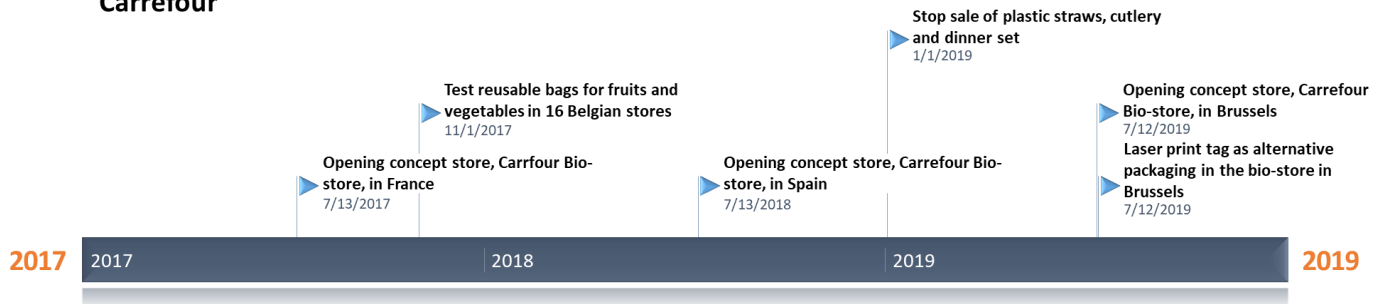 Carrefour
Stop sale of plastic straws, cutlery
and dinner set
1/1/2019
Test reusable bags for fruits and
vegetables in 16 Belgian stores
11/1/2017
Opening concept store, Carrefour
Bio-store, in Brussels
7/12/2019
Opening concept store, Carrfour Bio-
store, in France
7/13/2017
Opening concept store, Carrefour Bio-
store, in Spain
7/13/2018
Laser print tag as alternative
packaging in the bio-store in
Brussels
7/12/2019
2017
2017
2018
2019
2019